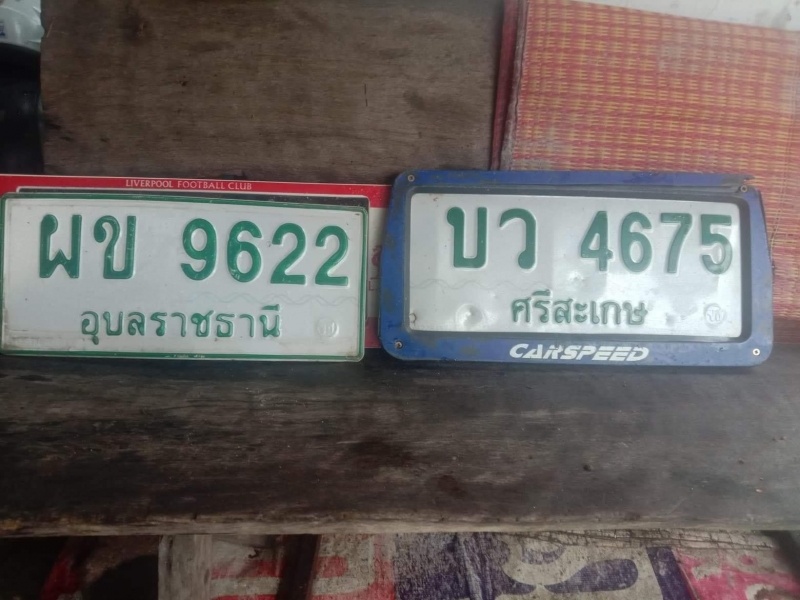 LIVERPOOL FOOTBALL CLUB
ผข 9622
อุบลราชธานี
บว 4675
ศรีสะเกษ
CARSPEED